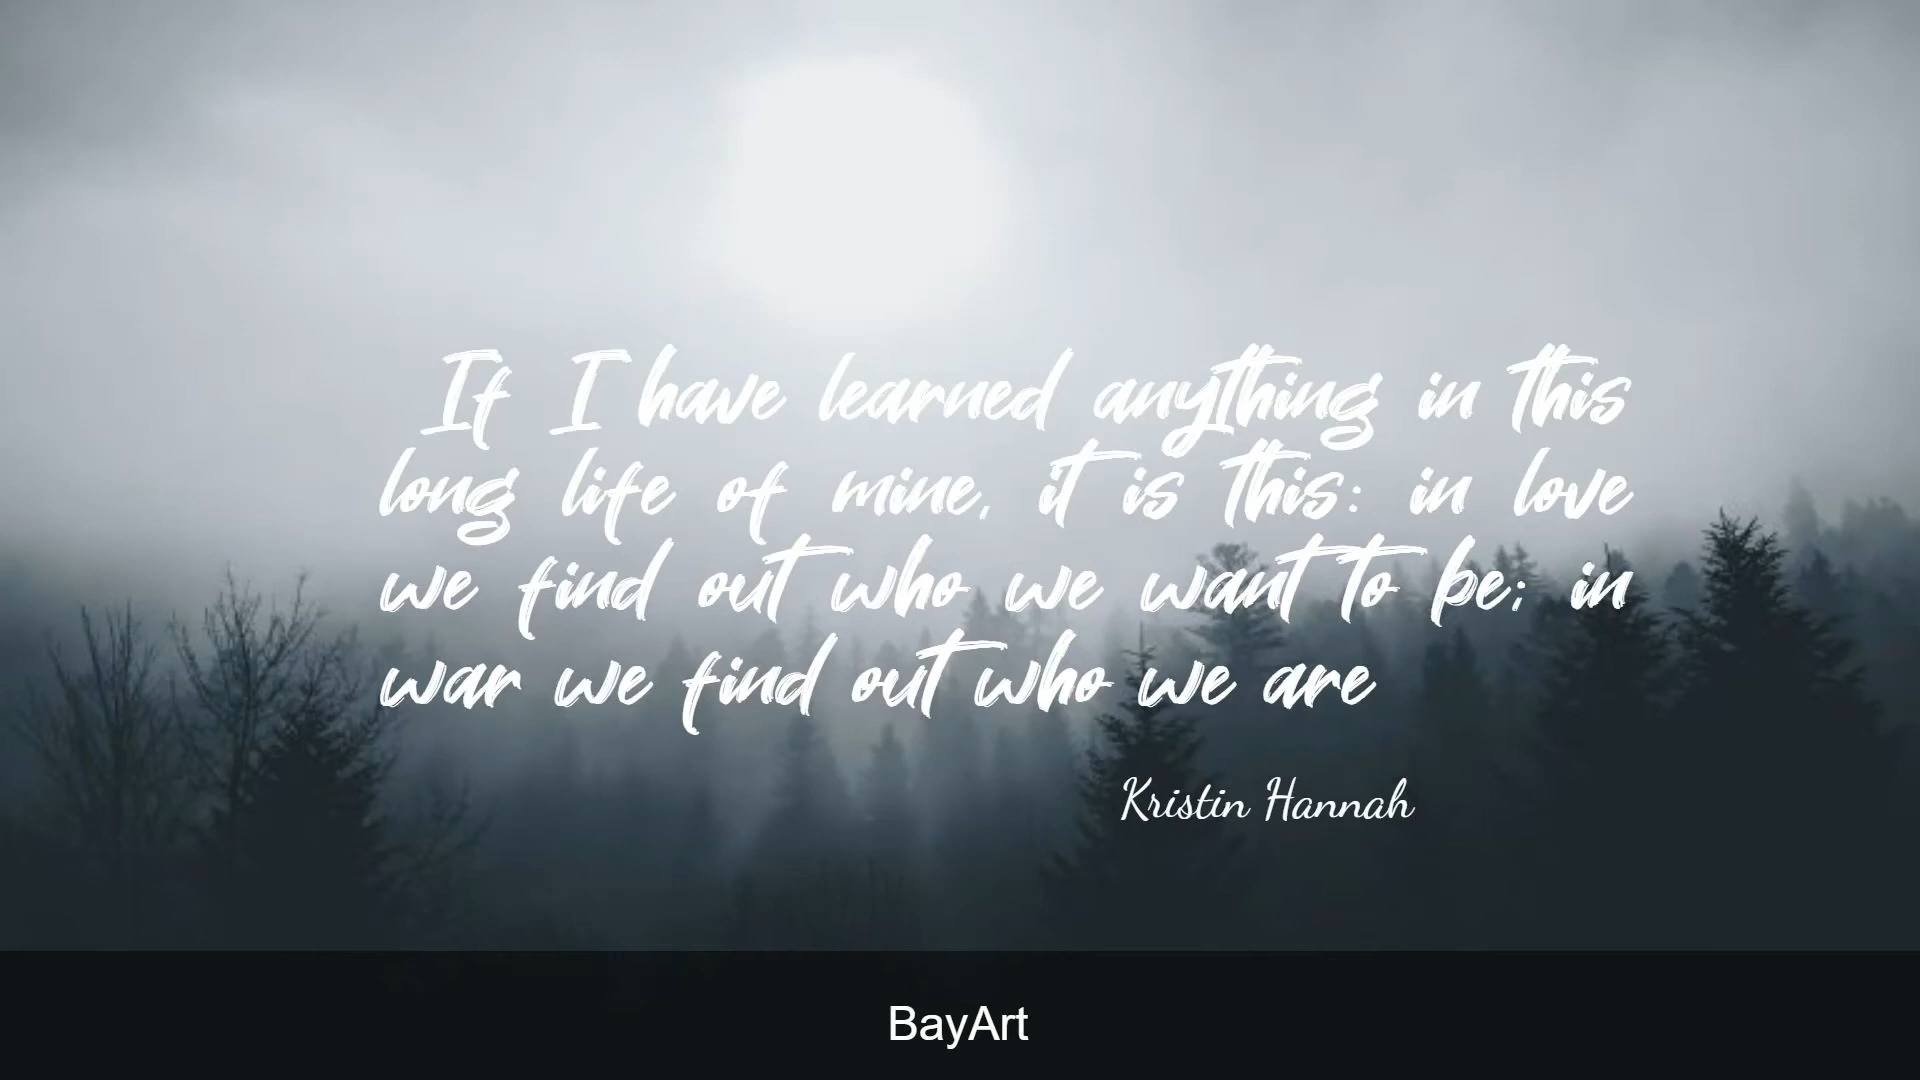 If I have learned anything in this
long life of mine, it is this: in love
we find out who we want to be; in
war we find out who we are
Kristin Hannah
BayArt